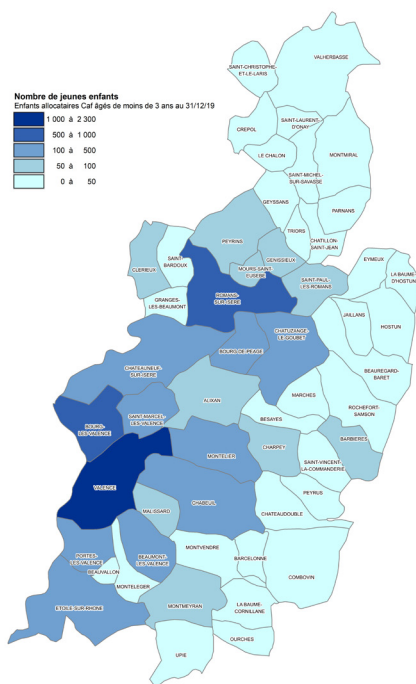 VALHERBASSE
SAINT-CHRISTOPHE-
ET-LE-LARIS
Nombre de jeunes enfants
Enfants allocataires Caf âgés de moins de 3 ans au 31/12/19
1 000 à 2 300
500 à 1 000
100 à 500
50 à 100
0 à 50
SAINT-LAURENT-
D'ONAY
CREPOL
LE CHALON
MONTMIRAL
SAINT-MICHEL-
SUR-SAVASSE
GEYSSANS
PARNANS
TRIORS
PEYRINS
CHATILLON-
SAINT-JEAN
GENISSIEUX
SAINT-
BARDOUX
CLERIEUX
MOURS-SAINT-
EUSEBE
EYMEUX
LA BAUME-
D'HOSTUN
SAINT-PAUL-
LES-ROMANS
GRANGES-
LES-BEAUMONT
ROMANS-
SUR-ISERE
JAILLANS
HOSTUN
CHATUZANGE-
LE-GOUBET
BOURG-DE-PEAGE
BEAUREGARD-
BARET
CHATEAUNEUF-
SUR-ISERE
MARCHES
ALIXAN
ROCHEFORT-
SAMSON
SAINT-MARCEL-
LES-VALENCE
BESAYES
BOURG-
LES-VALENCE
BARBIERES
CHARPEY
MONTELIER
SAINT-VINCENT-
LA-COMMANDERIE
VALENCE
PEYRUS
CHABEUIL
CHATEAUDOUBLE
MALISSARD
MONTVENDRE
PORTES-
LES-VALENCE
BEAUMONT-
LES-VALENCE
BARCELONNE
BEAUVALLON
COMBOVIN
MONTELEGER
ETOILE-SUR-RHONE
MONTMEYRAN
LA BAUME-
CORNILLANE
OURCHES
UPIE